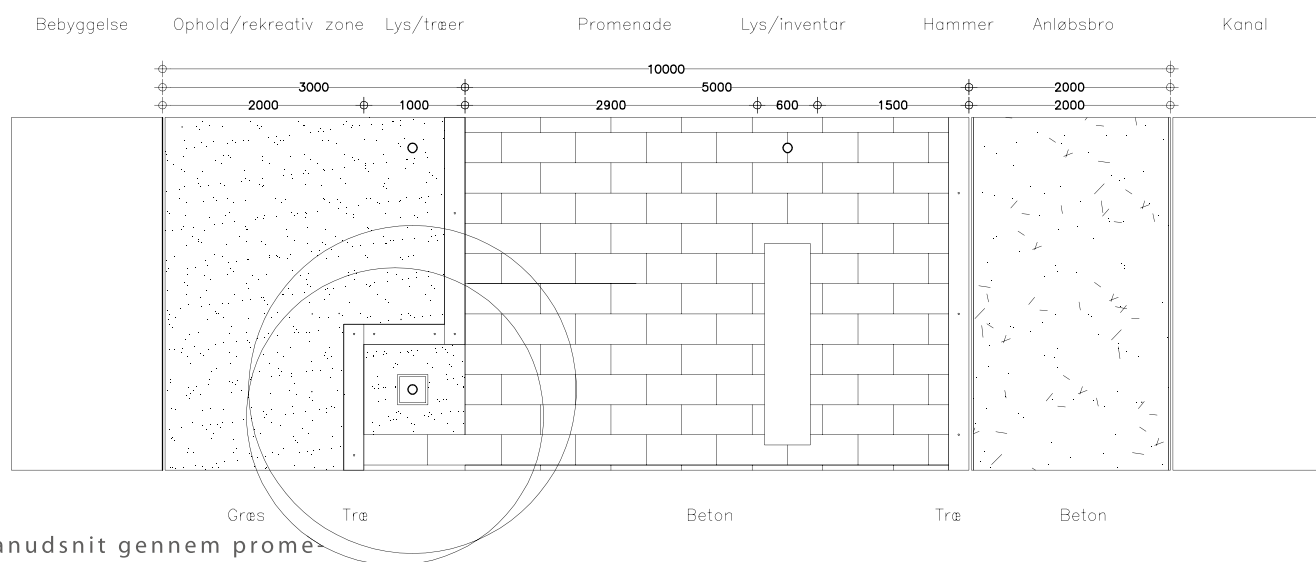 Bebyggelse Ophold/rekreativ zone Lys/træer Promenade Lys/inventar Hammer Anløbsbro Kanal
10000
3000 5000 2000
2000 1000 2900 600 1500 2000
Græs Træ Beton Træ Beton
anudsnit gennem prome-